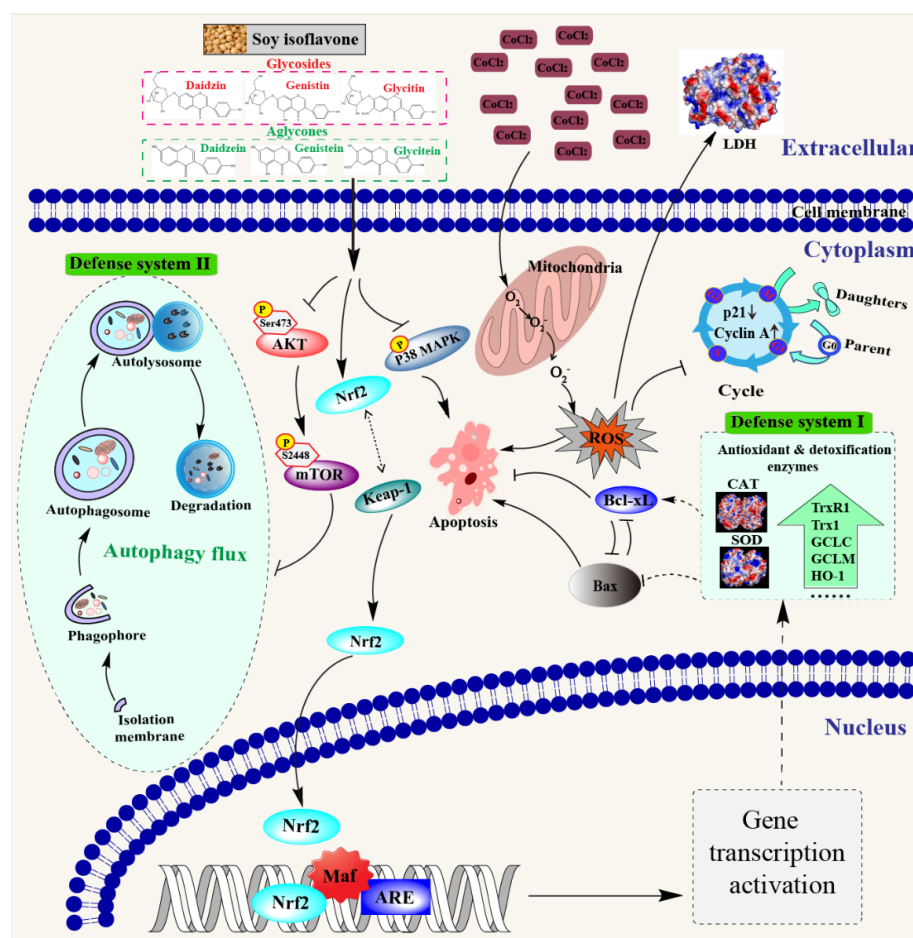 Soy isoflavone
Glycosides
Daidzin
Genistin
Glycitin
Aglycones
Daidzein
Genistein
Glycitein
CoCl₂
CoCl₂
CoCl₂
CoCl₂
CoCl₂
CoCl₂
CoCl₂
CoCl₂
CoCl₂
CoCl₂
CoCl₂
CoCl₂
CoCl₂
LDH
Extracellular
Cell membrane
Cytoplasm
Defense system II
Autolysosome
Autophagosome
Degradation
Autophagy flux
Phagophore
Isolation
membrane
P
Ser473
AKT
P
S2448
mTOR
Nrf2
Keap-1
P
P38 MAPK
Apoptosis
Mitochondria
O₂
O₂⁻
O₂⁻
ROS
Bcl-xL
Bax
p21↓
Cyclin A↑
Cycle
Daughters
G0
Parent
Defense system I
Antioxidant & detoxification
enzymes
CAT
SOD
TrxR1
Trx1
GCLC
GCLM
HO-1
......
Nrf2
Nucleus
Nrf2
Maf
Nrf2
ARE
Gene
transcription
activation